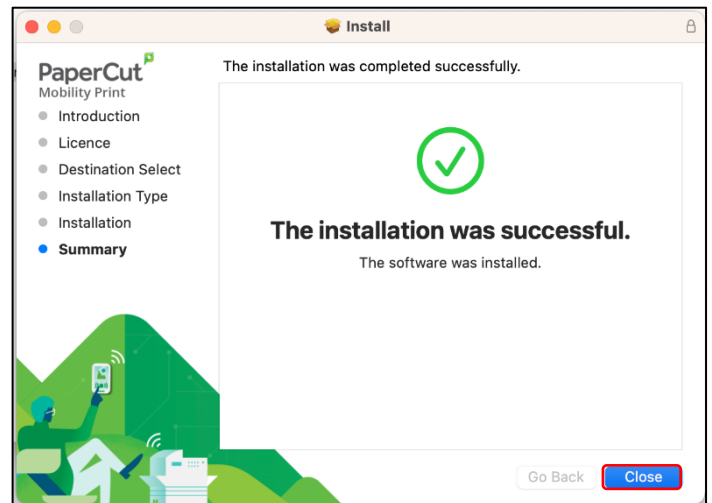 Install
PaperCut
Mobility Print
The installation was completed successfully.
Introduction
Licence
Destination Select
Installation Type
Installation
Summary
The installation was successful.
The software was installed.
Go Back
Close